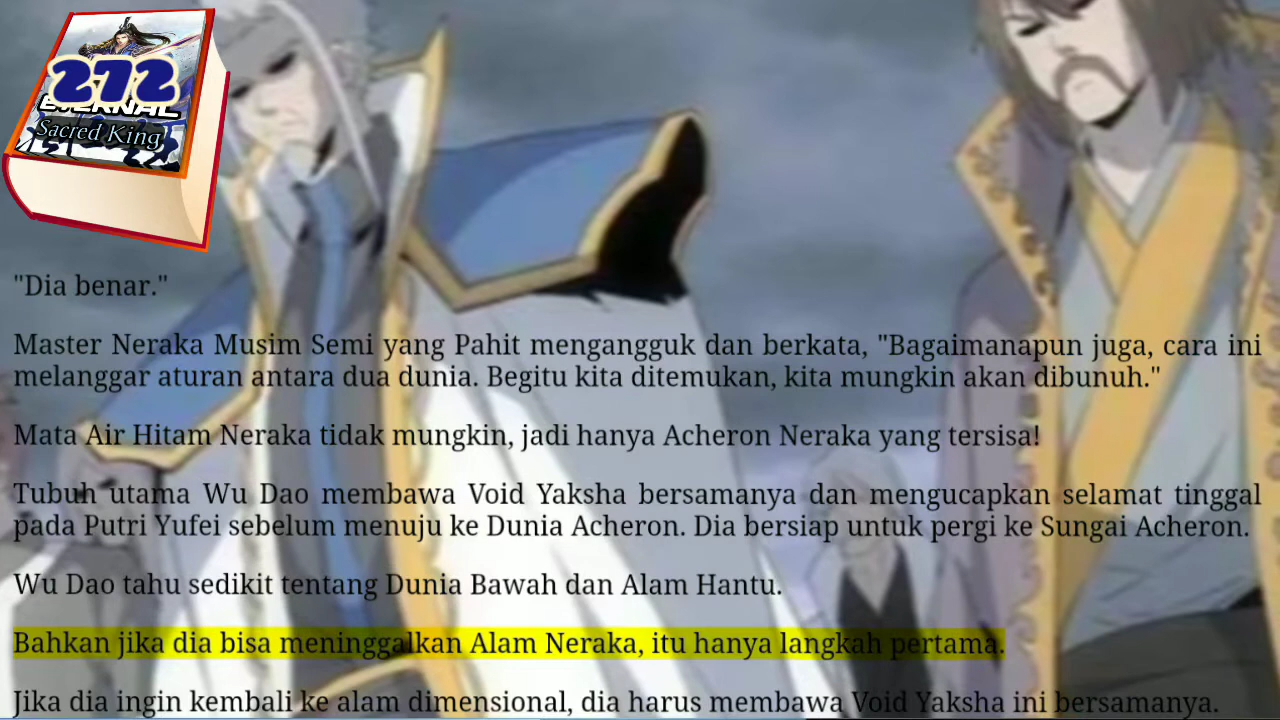 272
ETERNAL
Sacred King
"Dia benar."
Master Neraka Musim Semi yang Pahit mengangguk dan berkata, "Bagaimanapun juga, cara ini
melanggar aturan antara dua dunia. Begitu kita ditemukan, kita mungkin akan dibunuh."
Mata Air Hitam Neraka tidak mungkin, jadi hanya Acheron Neraka yang tersisa!
Tubuh utama Wu Dao membawa Void Yaksha bersamanya dan mengucapkan selamat tinggal
pada Putri Yufei sebelum menuju ke Dunia Acheron. Dia bersiap untuk pergi ke Sungai Acheron.
Wu Dao tahu sedikit tentang Dunia Bawah dan Alam Hantu.
Bahkan jika dia bisa meninggalkan Alam Neraka, itu hanya langkah pertama.
Jika dia ingin kembali ke alam dimensional, dia harus membawa Void Yaksha ini bersamanya.